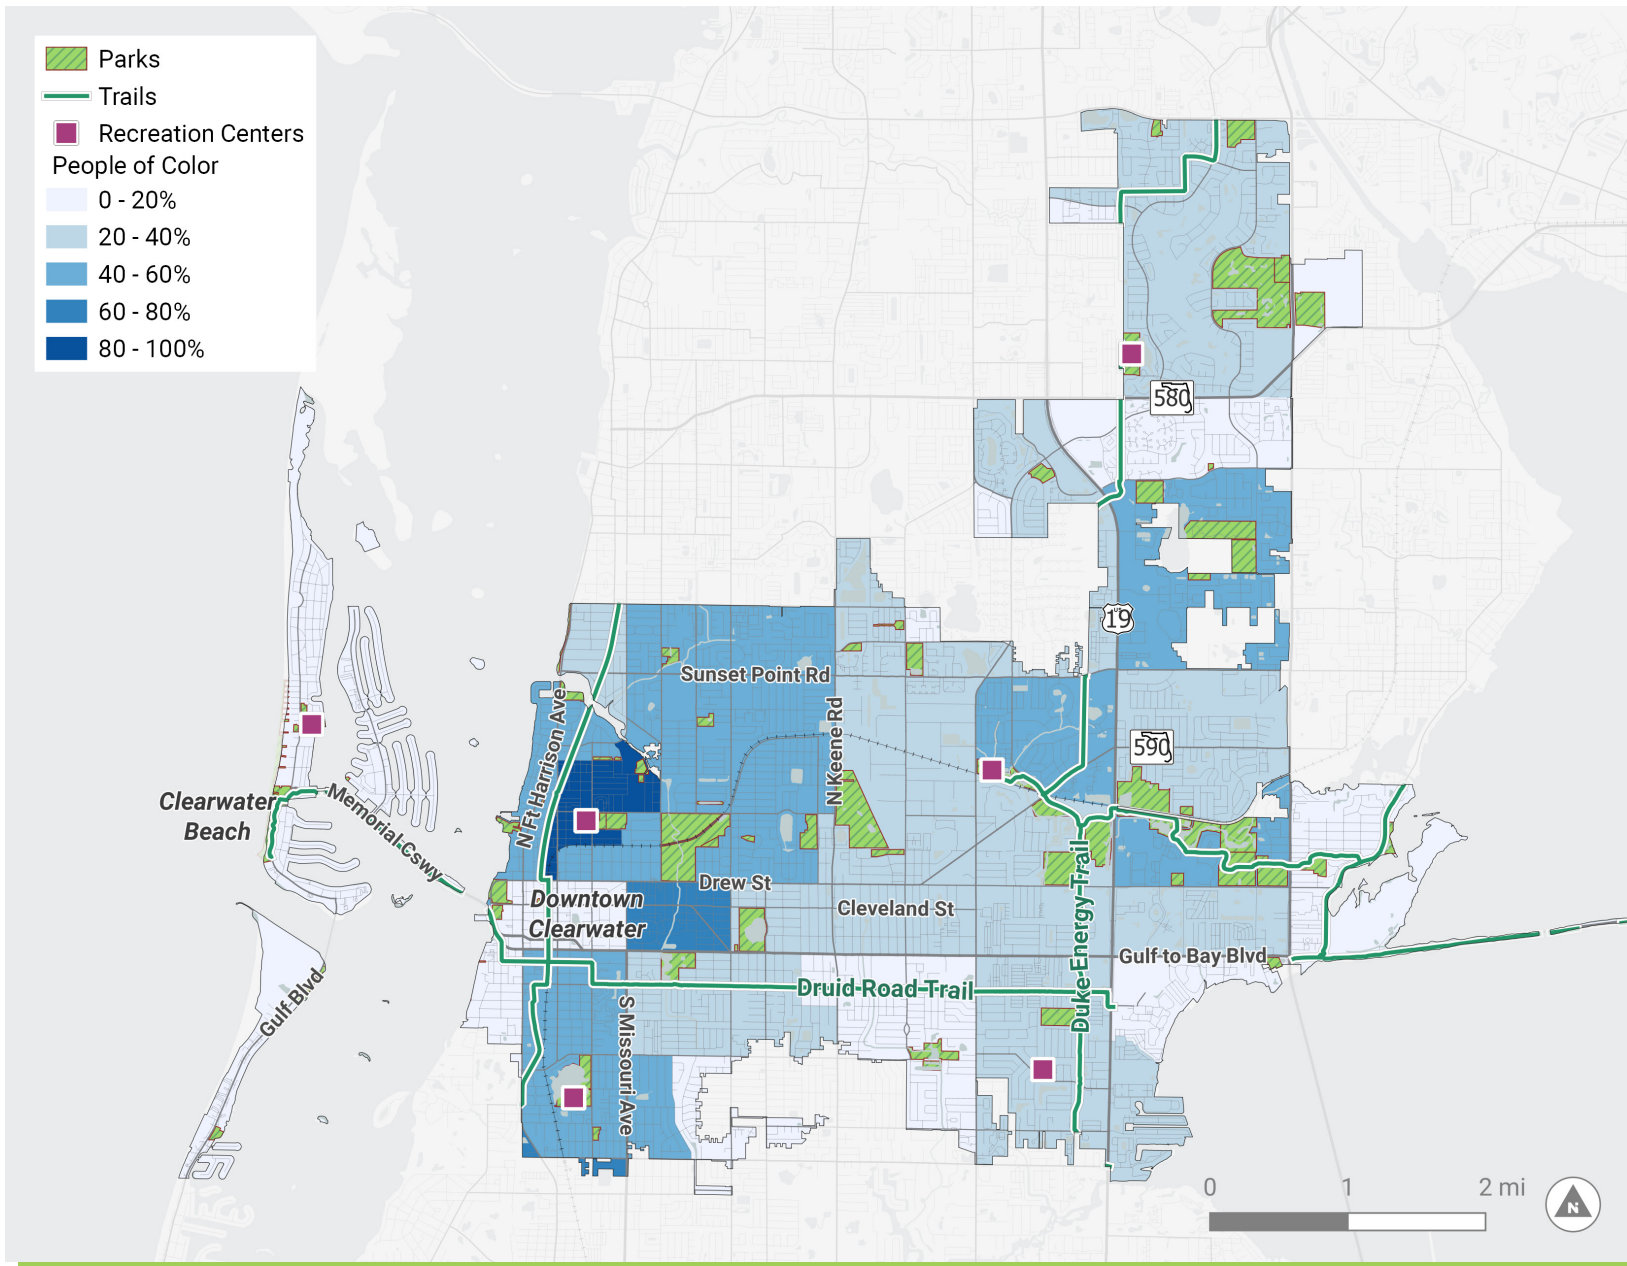 Parks
Trails
Recreation Centers
People of Color
0 - 20%
20 - 40%
40 - 60%
60 - 80%
80 - 100%
580
US
19
Sunset Point Rd
N Ft Harrison Ave
N Keene Rd
590
Clearwater
Beach
Memorial Cswy
Drew St
Downtown
Clearwater
Cleveland St
Duke Energy Trail
Gulf to Bay Blvd
Gulf Blvd
Druid Road Trail
S Missouri Ave
0
1
2 mi
N